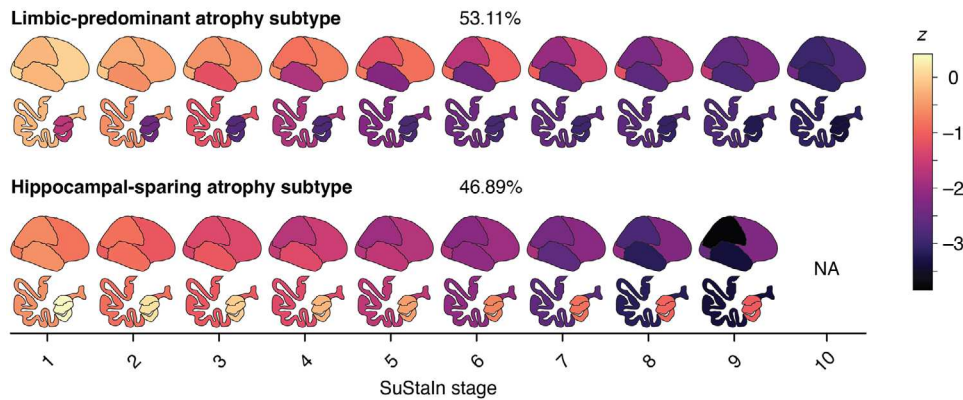 Limbic-predominant atrophy subtype 53.11%
z
0
−1
−2
−3
Hippocampal-sparing atrophy subtype 46.89%
NA
1 2 3 4 5 6 7 8 9 10
SuStaIn stage